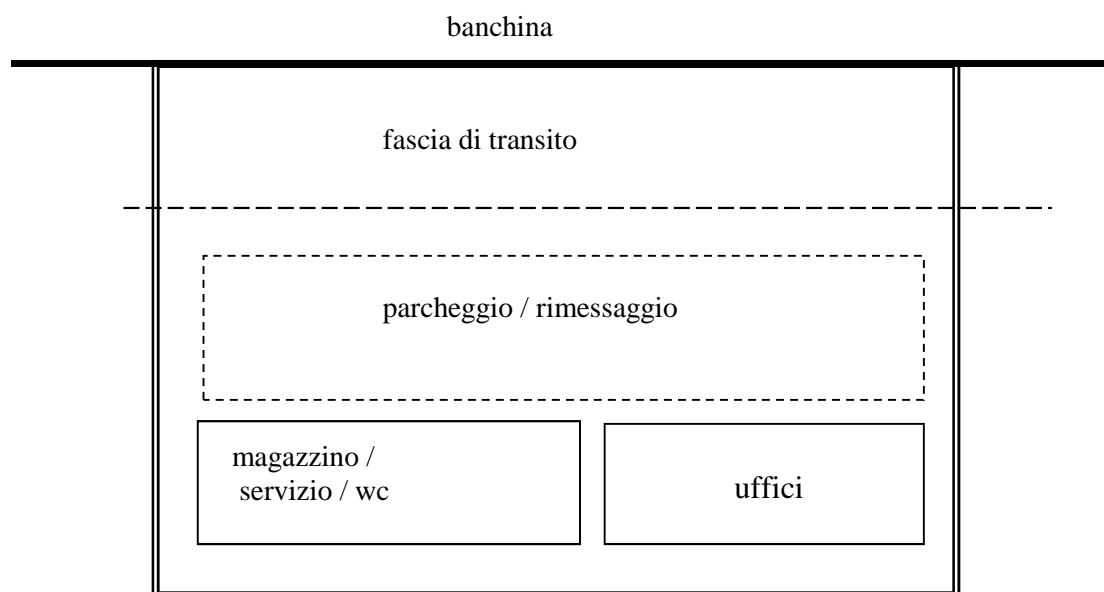 banchina
fascia di transito
parcheggio / rimessaggio
magazzino /
servizio / wc
uffici